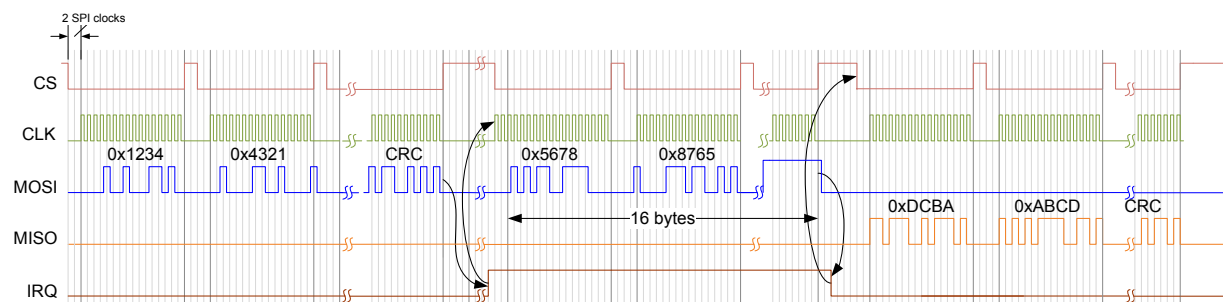 2 SPI clocks
CS
CLK
0x1234 0x4321 CRC 0x5678 0x8765
MOSI
16 bytes
0xDCBA 0xABCD CRC
MISO
IRQ